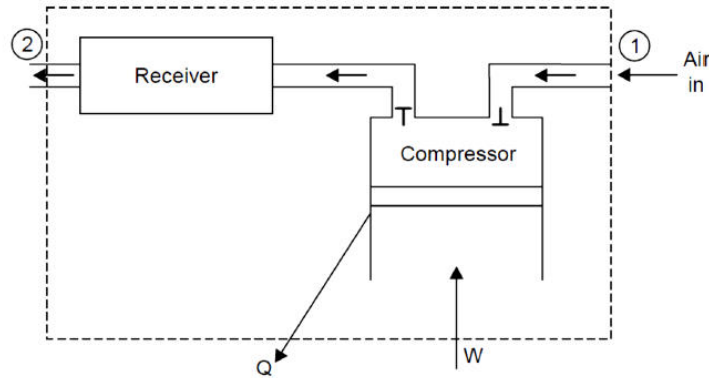 2
1
Receiver
Air
in
Compressor
Q
W